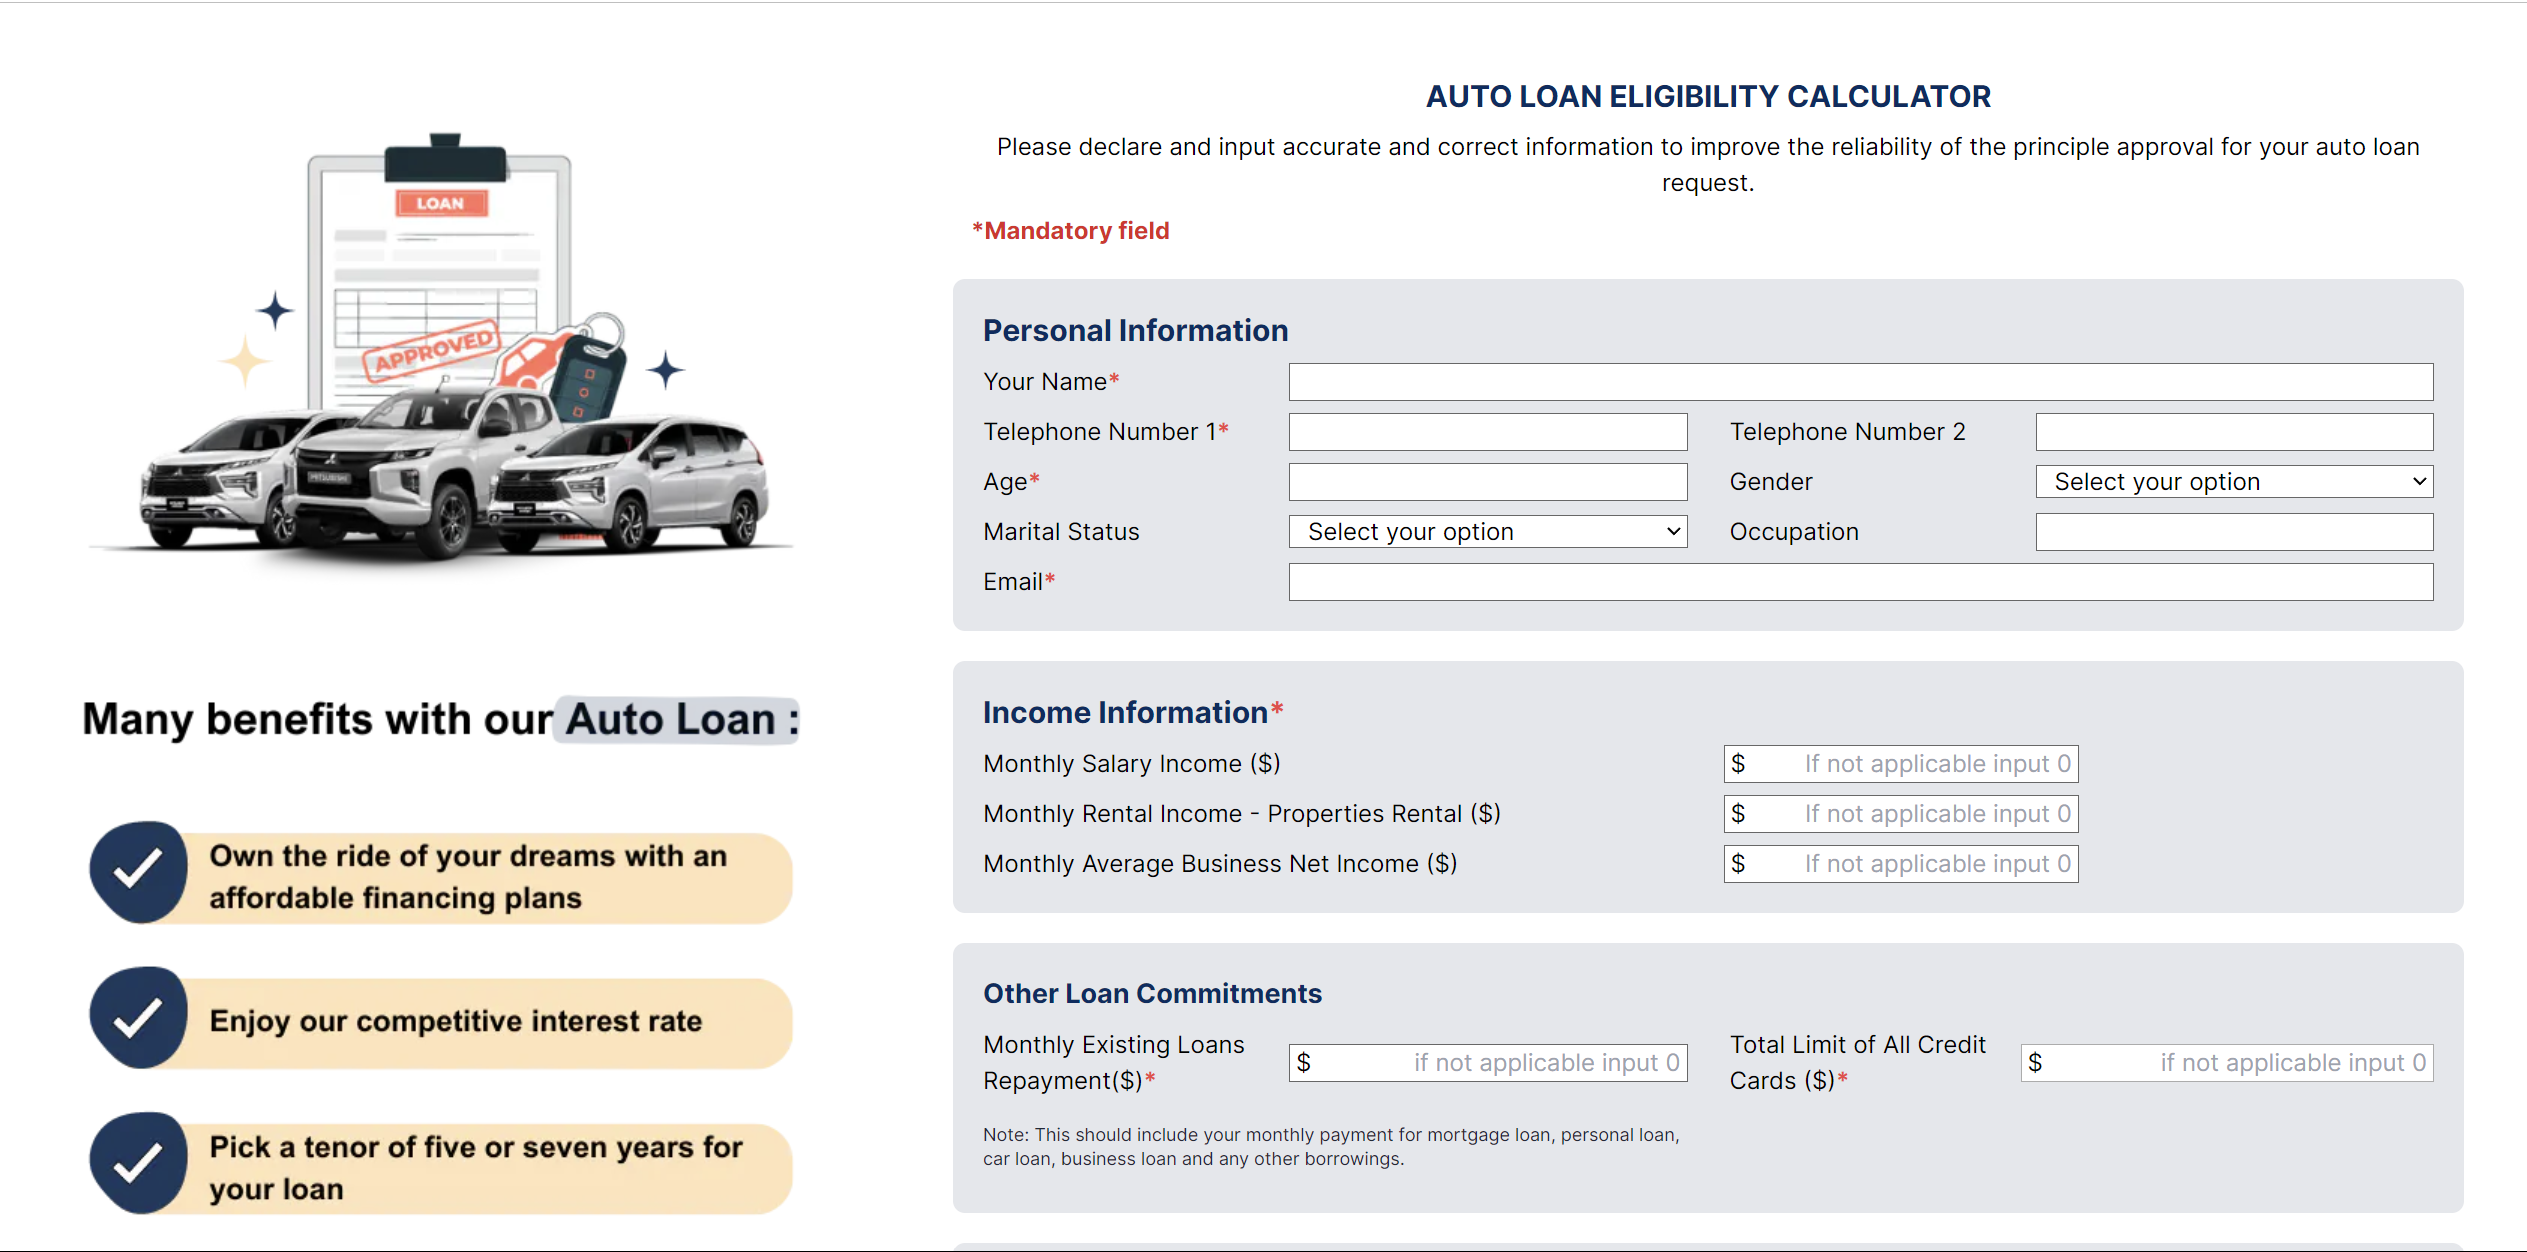 LOAN
APPROVED
MITSUBISHI
Many benefits with our Auto Loan :
Own the ride of your dreams with an
affordable financing plans
Enjoy our competitive interest rate
Pick a tenor of five or seven years for
your loan
AUTO LOAN ELIGIBILITY CALCULATOR
Please declare and input accurate and correct information to improve the reliability of the principle approval for your auto loan
request.
*Mandatory field
Personal Information
Your Name*
Telephone Number 1* Telephone Number 2
Age* Gender Select your option
Marital Status Select your option Occupation
Email*
Income Information*
Monthly Salary Income ($) $ If not applicable input 0
Monthly Rental Income - Properties Rental ($) $ If not applicable input 0
Monthly Average Business Net Income ($) $ If not applicable input 0
Other Loan Commitments
Monthly Existing Loans
Repayment($)* $ if not applicable input 0
Total Limit of All Credit
Cards ($)* $ if not applicable input 0
Note: This should include your monthly payment for mortgage loan, personal loan,
car loan, business loan and any other borrowings.